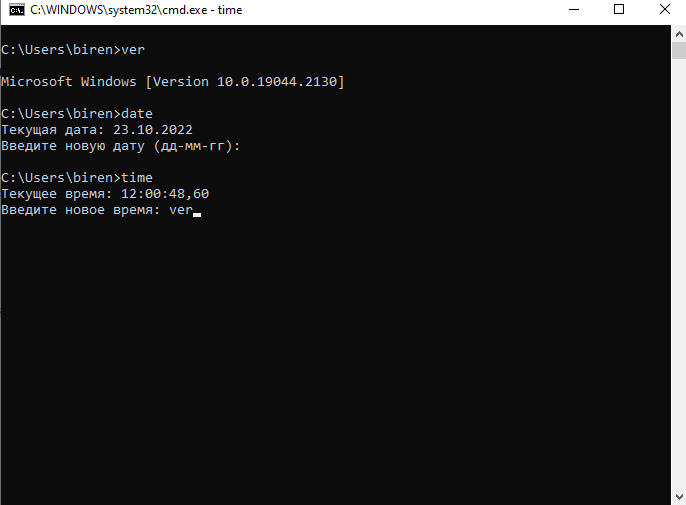 C:\WINDOWS\system32\cmd.exe - time
C:\Users\biren>ver
Microsoft Windows [Version 10.0.19044.2130]
C:\Users\biren>date
Текущая дата: 23.10.2022
Введите новую дату (дд-мм-гг):
C:\Users\biren>time
Текущее время: 12:00:48,60
Введите новое время: ver